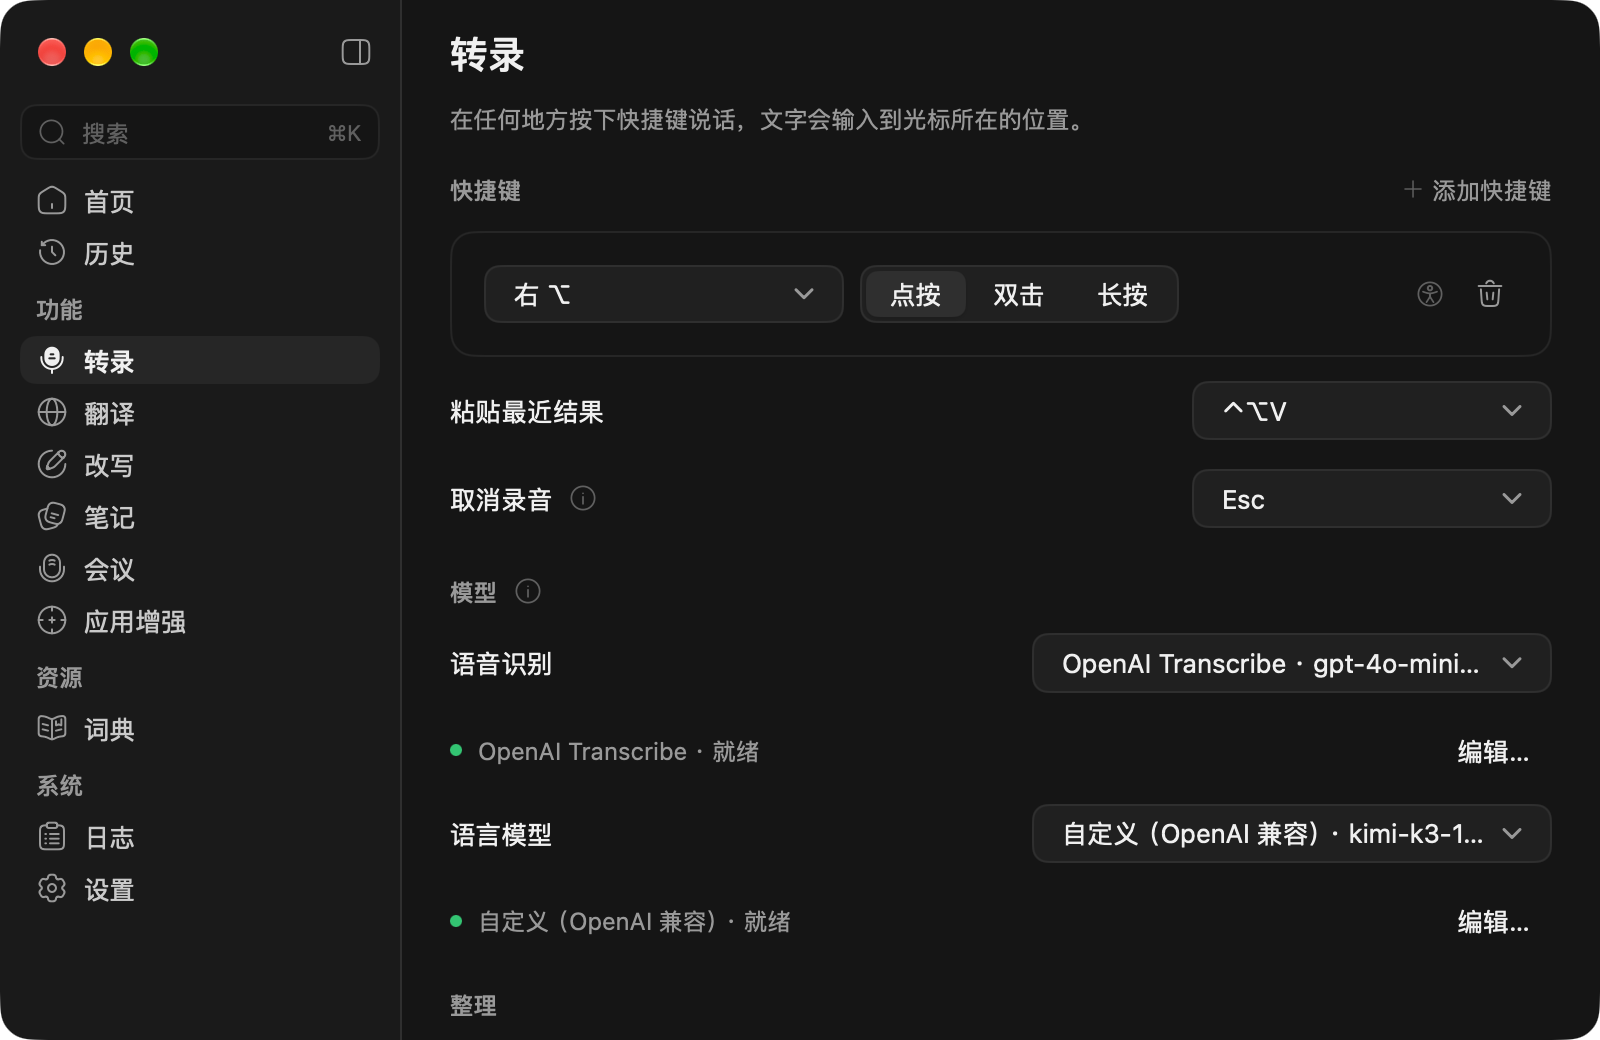 搜索 ⌘K
首页
历史
功能
转录
翻译
改写
笔记
会议
应用增强
资源
词典
系统
日志
设置
转录
在任何地方按下快捷键说话，文字会输入到光标所在的位置。
快捷键
添加快捷键
右 ⌥ 点按 双击 长按
粘贴最近结果 ^⌥V
取消录音 Esc
模型
语音识别 OpenAI Transcribe · gpt-4o-mini...
OpenAI Transcribe · 就绪 编辑...
语言模型 自定义（OpenAI 兼容）· kimi-k3-1...
自定义（OpenAI 兼容）· 就绪 编辑...
整理